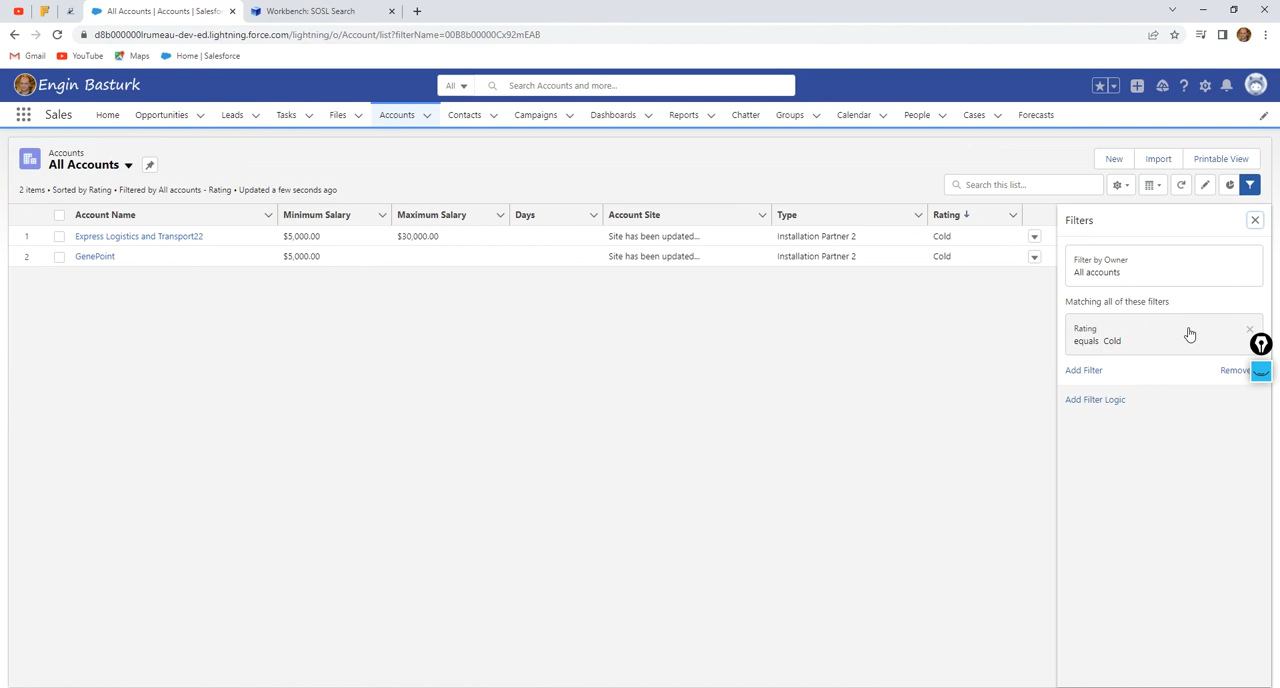 All Accounts | Accounts | Salesfo
Workbench: SOSL Search
d8b000000lrumeau-dev-ed.lightning.force.com/lightning/o/Account/list?filterName=00B8b00000Cx92mEAB
Gmail YouTube Maps Home | Salesforce
Engin Basturk
All
Search Accounts and more...
Sales Home Opportunities Leads Tasks Files Accounts Contacts Campaigns Dashboards Reports Chatter Groups Calendar People Cases Forecasts
Accounts
All Accounts
New Import Printable View
2 items • Sorted by Rating • Filtered by All accounts - Rating • Updated a few seconds ago
Search this list...
Account Name Minimum Salary Maximum Salary Days Account Site Type Rating
1 Express Logistics and Transport22 $5,000.00 $30,000.00 Site has been updated... Installation Partner 2 Cold
2 GenePoint $5,000.00 Site has been updated... Installation Partner 2 Cold
Filters
Filter by Owner
All accounts
Matching all of these filters
Rating
equals Cold
Add Filter Remove
Add Filter Logic